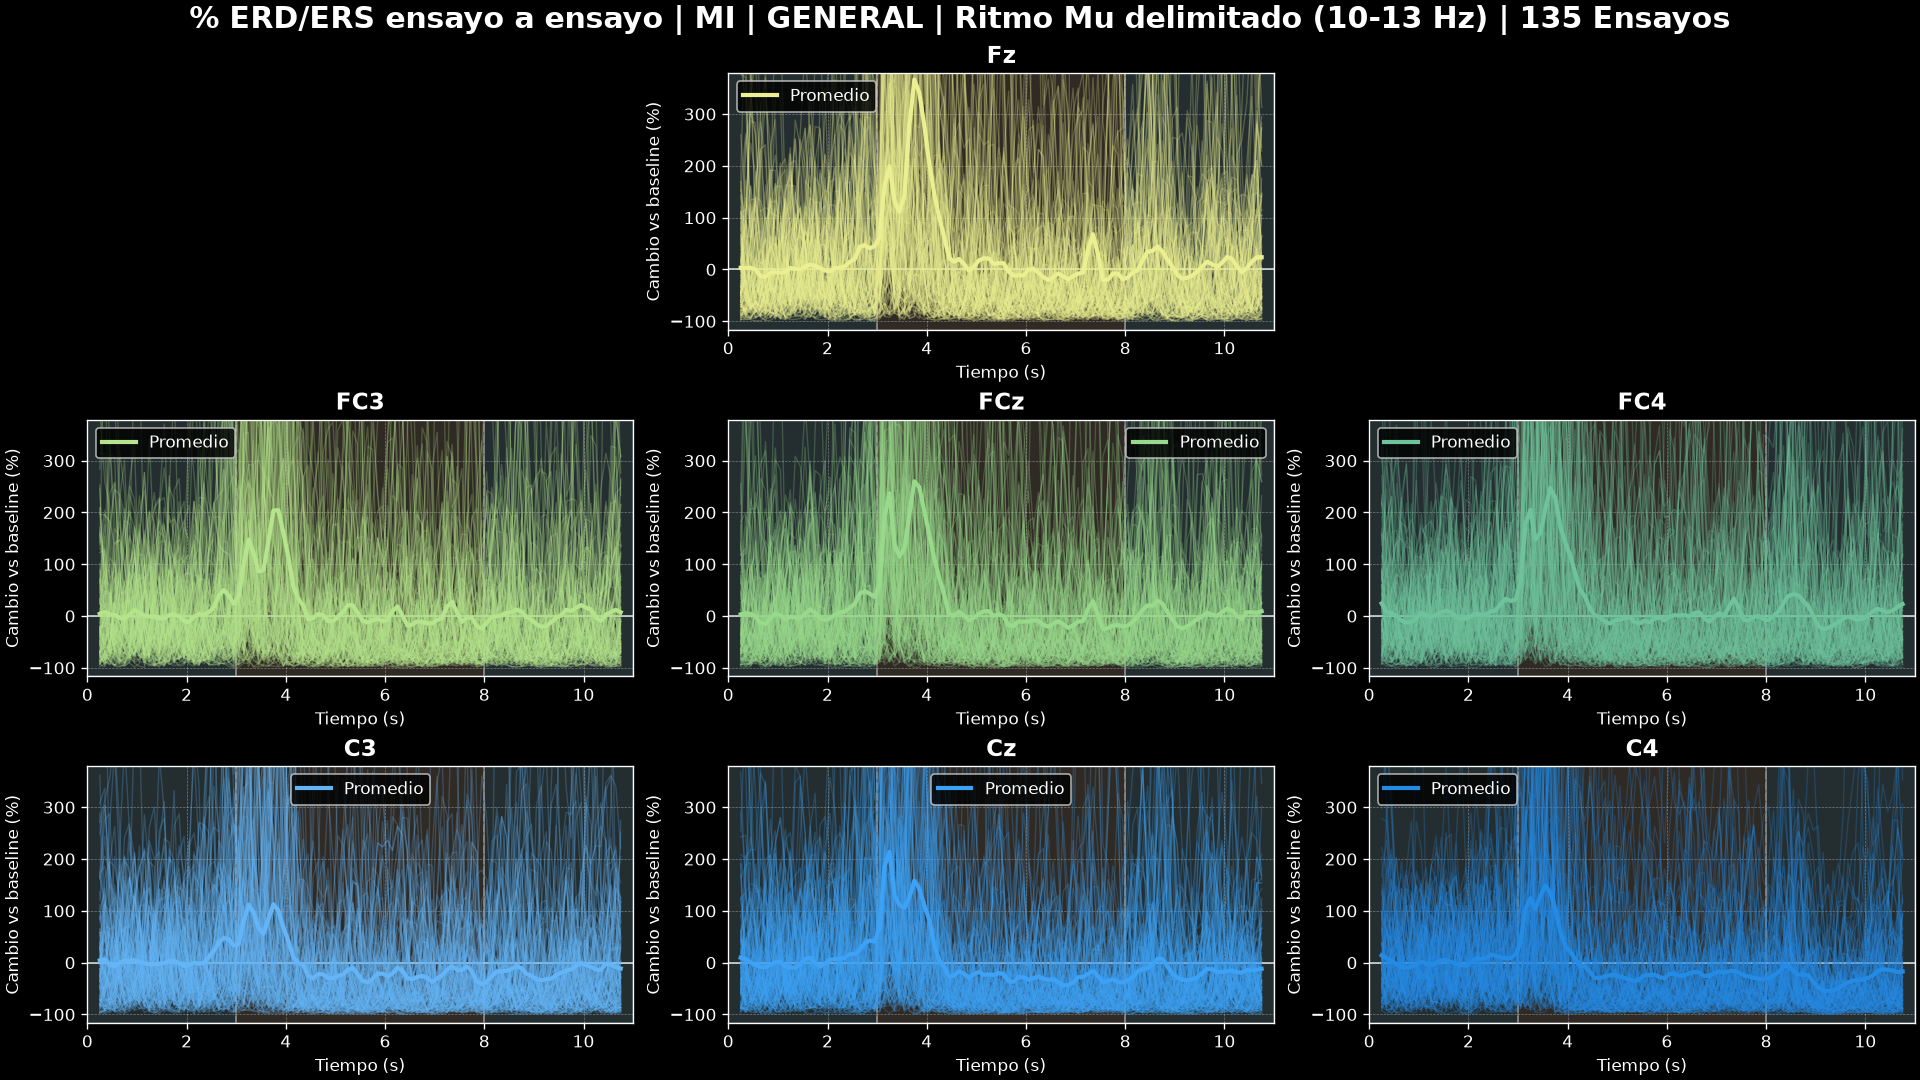 % ERD/ERS ensayo a ensayo | MI | GENERAL | Ritmo Mu delimitado (10-13 Hz) | 135 Ensayos
Fz
Promedio
Cambio vs baseline (%)
300
200
100
0
−100
0 2 4 6 8 10
Tiempo (s)
FC3
Promedio
Cambio vs baseline (%)
300
200
100
0
−100
0 2 4 6 8 10
Tiempo (s)
FCz
Promedio
Cambio vs baseline (%)
300
200
100
0
−100
0 2 4 6 8 10
Tiempo (s)
FC4
Promedio
Cambio vs baseline (%)
300
200
100
0
−100
0 2 4 6 8 10
Tiempo (s)
C3
Promedio
Cambio vs baseline (%)
300
200
100
0
−100
0 2 4 6 8 10
Tiempo (s)
Cz
Promedio
Cambio vs baseline (%)
300
200
100
0
−100
0 2 4 6 8 10
Tiempo (s)
C4
Promedio
Cambio vs baseline (%)
300
200
100
0
−100
0 2 4 6 8 10
Tiempo (s)